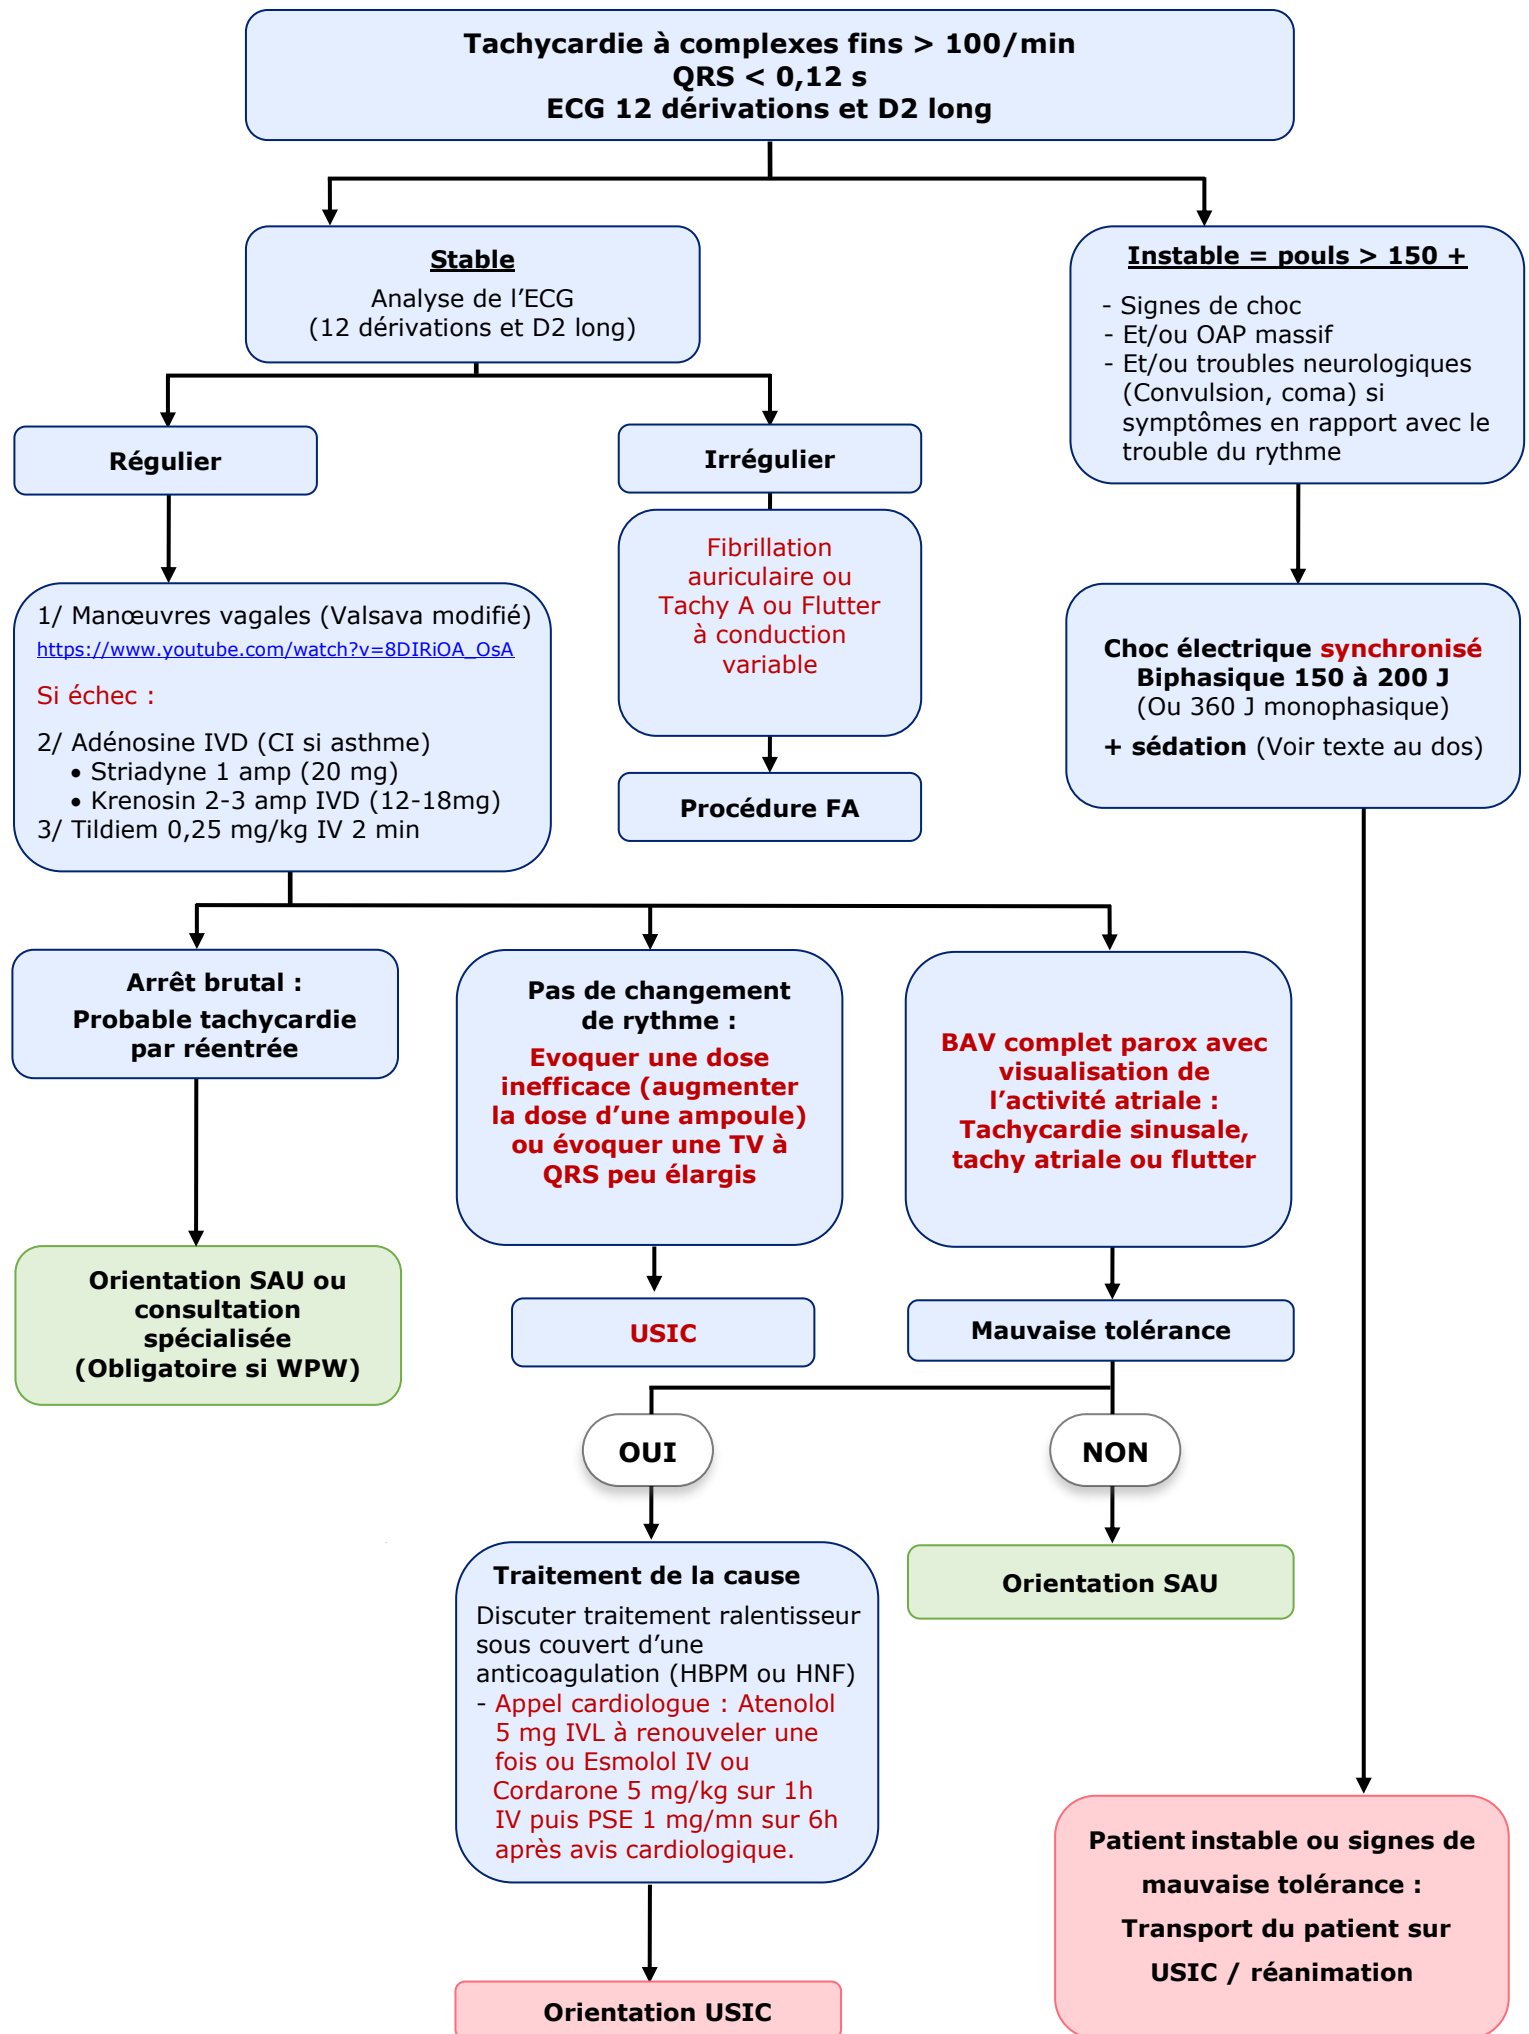 Tachycardie à complexes fins > 100/min
QRS < 0,12 s
ECG 12 dérivations et D2 long
Stable
Analyse de l’ECG
(12 dérivations et D2 long)
Instable = pouls > 150 +
- Signes de choc
- Et/ou OAP massif
- Et/ou troubles neurologiques
(Convulsion, coma) si
symptômes en rapport avec le
trouble du rythme
Régulier
Irrégulier
Fibrillation
auriculaire ou
Tachy A ou Flutter
à conduction
variable
Procédure FA
1/ Manœuvres vagales (Valsava modifié)
https://www.youtube.com/watch?v=8DIRiOA_OsA
Si échec :
2/ Adénosine IVD (CI si asthme)
• Striadyne 1 amp (20 mg)
• Krenosin 2-3 amp IVD (12-18mg)
3/ Tildiem 0,25 mg/kg IV 2 min
Choc électrique synchronisé
Biphasique 150 à 200 J
(Ou 360 J monophasique)
+ sédation (Voir texte au dos)
Arrêt brutal :
Probable tachycardie
par réentrée
Pas de changement
de rythme :
Evoquer une dose
inefficace (augmenter
la dose d’une ampoule)
ou évoquer une TV à
QRS peu élargis
BAV complet parox avec
visualisation de
l’activité atriale :
Tachycardie sinusale,
tachy atriale ou flutter
Orientation SAU ou
consultation
spécialisée
(Obligatoire si WPW)
USIC
Mauvaise tolérance
OUI
NON
Traitement de la cause
Discuter traitement ralentisseur
sous couvert d’une
anticoagulation (HBPM ou HNF)
- Appel cardiologue : Atenolol
5 mg IVL à renouveler une
fois ou Esmolol IV ou
Cordarone 5 mg/kg sur 1h
IV puis PSE 1 mg/mn sur 6h
après avis cardiologique.
Orientation SAU
Orientation USIC
Patient instable ou signes de
mauvaise tolérance :
Transport du patient sur
USIC / réanimation